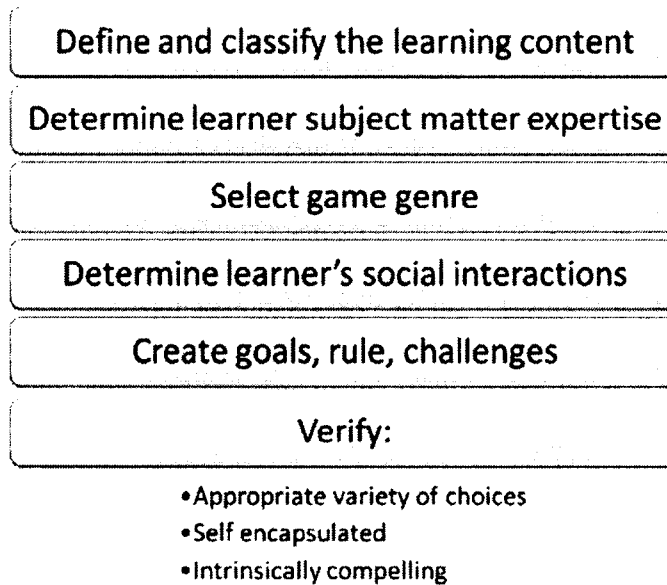 Define and classify the learning content
Determine learner subject matter expertise
Select game genre
Determine learner's social interactions
Create goals, rule, challenges
Verify:
•Appropriate variety of choices
•Self encapsulated
•Intrinsically compelling